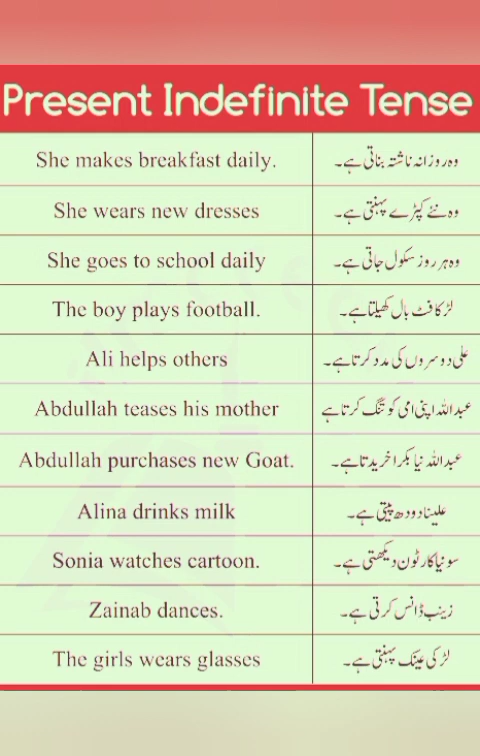 Present Indefinite Tense
She makes breakfast daily. وہ روزانہ ناشتہ بناتی ہے۔
She wears new dresses وہ نئے کپڑے پہنتی ہے۔
She goes to school daily وہ ہر روز سکول جاتی ہے۔
The boy plays football. لڑکا فٹ بال کھیلتا ہے۔
Ali helps others علی دوسروں کی مدد کرتا ہے۔
Abdullah teases his mother عبداللہ اپنی امی کو تنگ کرتا ہے
Abdullah purchases new Goat. عبداللہ نیا بکرا خریدتا ہے۔
Alina drinks milk علینا دودھ پیتی ہے۔
Sonia watches cartoon. سونیا کارٹون دیکھتی ہے۔
Zainab dances. زینب ڈانس کرتی ہے۔
The girls wears glasses لڑکی عینک پہنتی ہے۔